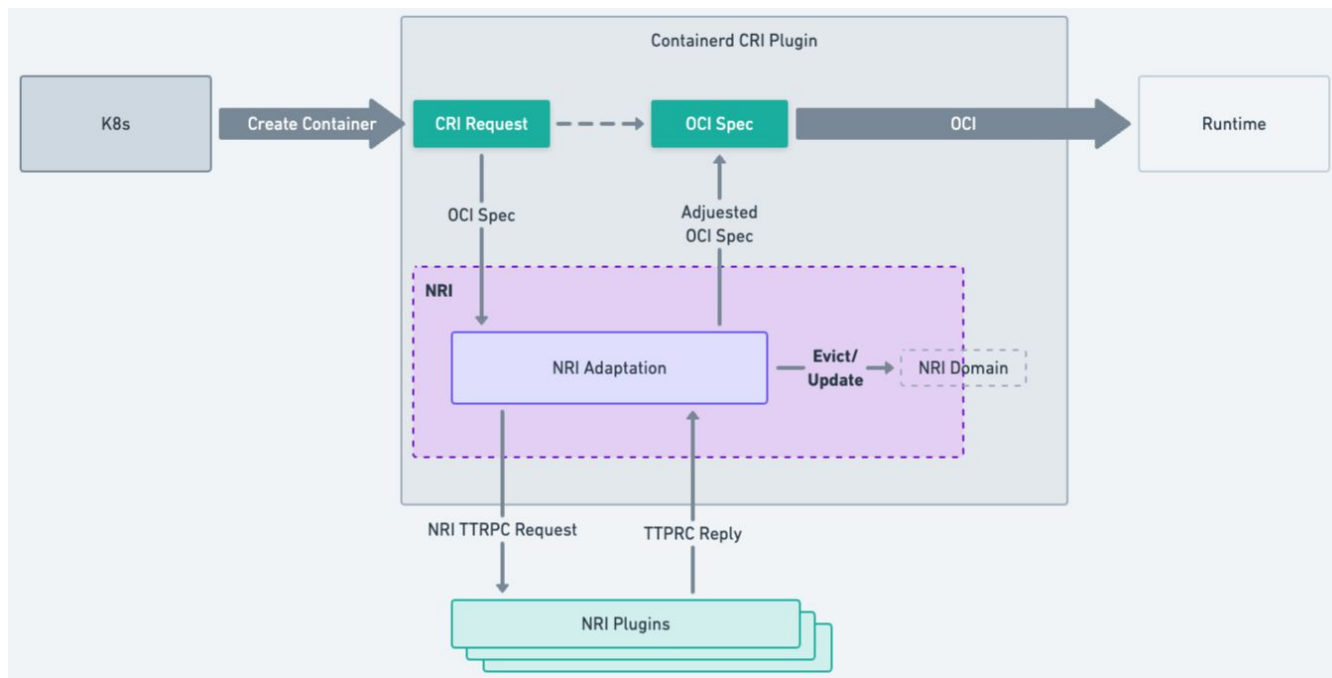 Containerd CRI Plugin
K8s
Create Container
CRI Request
OCI Spec
OCI
Runtime
OCI Spec
Adjuested
OCI Spec
NRI
NRI Adaptation
Evict/
Update
NRI Domain
NRI TTRPC Request
TTPRC Reply
NRI Plugins